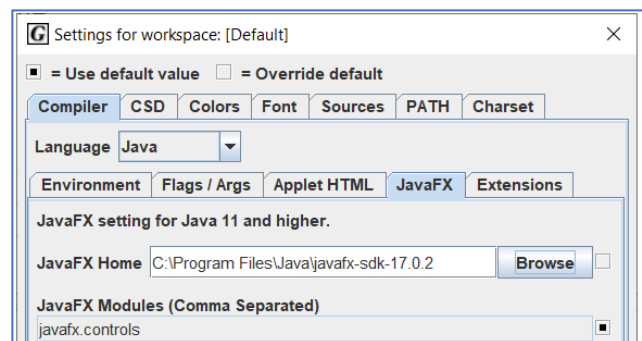 G Settings for workspace: [Default]
= Use default value = Override default
Compiler CSD Colors Font Sources PATH Charset
Language Java
Environment Flags / Args Applet HTML JavaFX Extensions
JavaFX setting for Java 11 and higher.
JavaFX Home C:\Program Files\Java\javafx-sdk-17.0.2 Browse
JavaFX Modules (Comma Separated)
javafx.controls